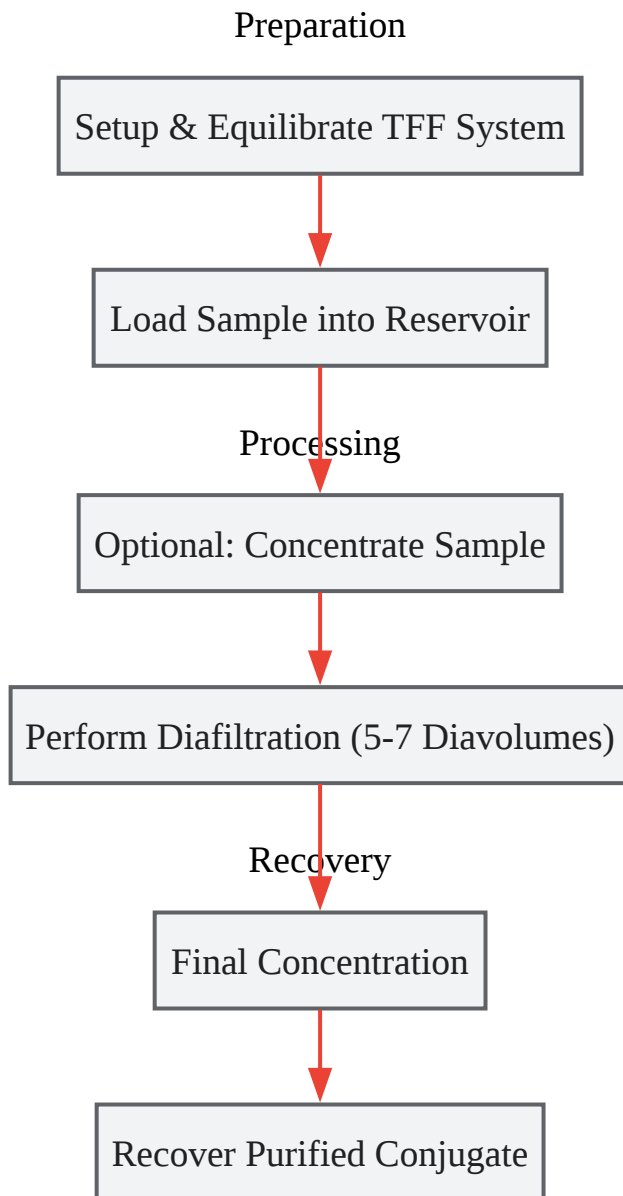 Preparation
Setup & Equilibrate TFF System
Load Sample into Reservoir
Processing
Optional: Concentrate Sample
Perform Diafiltration (5-7 Diavolumes)
Recovery
Final Concentration
Recover Purified Conjugate